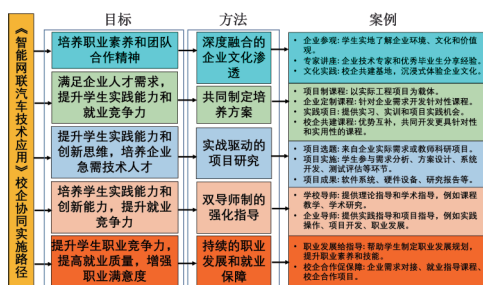 目标
方法
案例
《智能网联汽车技术应用》校企协同实施路径
培养职业素养和团队
合作精神
深度融合的
企业文化渗
透
• 企业参观：学生实地了解企业环境、文化和价值
观。
• 专家讲座：企业技术专家和优秀毕业生分享经验。
• 文化实践：校企共建基地，沉浸式体验企业文化。
满足企业人才需求，
提升学生实践能力和
就业竞争力
共同制定培
养方案
• 项目制课程：以实际工程项目为载体。
• 企业定制课程：针对企业需求开发针对性课程。
• 实践项目：提供实习、实训和项目实践机会。
• 校企共建课程：优势互补，共同开发更具针对性
和实用性的课程。
提升学生实践能力和
创新思维，培养企业
急需技术人才
实战驱动的
项目研究
• 项目选题：来自企业实际需求或教师科研项目。
• 项目实施：学生参与需求分析、方案设计、系统
开发、测试评估等环节。
• 项目成果：软件系统、硬件设备、研究报告等。
培养学生实践能力和
创新能力，提升就业
竞争力
双导师制的
强化指导
• 学校导师：提供理论指导和学术指导，例如课程
教学、学术研究。
• 企业导师：提供实践指导和项目指导，例如实践
操作、项目开发、职业发展。
提升学生职业竞争力，
提高就业质量，增强
职业满意度
持续的职业
发展和就业
保障
• 职业发展给指导：帮助学生制定职业发展规划，
提升职业素养和技能。
• 校企合作促保障：企业需求对接、就业指导课程、
校企合作项目。